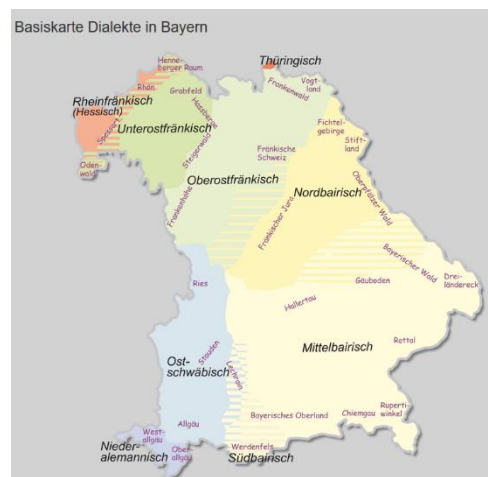 Basiskarte Dialekte in Bayern
Henne-
berger Raum
Thüringisch
Rhön
Grabfeld
Frankenwald
Vogt-
land
Rheinfränkisch
(Hessisch)
Unterostfränkisch
Hassberge
Spessart
Steigerwald
Fichtel-
gebirge
Stift-
land
Oden-
wald
Fränkische
Schweiz
Oberostfränkisch
Nordbairisch
Frankenhöhe
Fränkischer Jura
Oberpfälzer Wald
Bayerischer Wald
Drei-
ländereck
Gäuboden
Ries
Hallertau
Stauden
Mittelbairisch
Rottal
Ost-
schwäbisch
Lechrain
Bayerisches Oberland
Chiemgau
Ruperti-
winkel
Allgäu
West-
allgäu
Nieder-
alemannisch
Ober-
allgäu
Werdenfels
Südbairisch